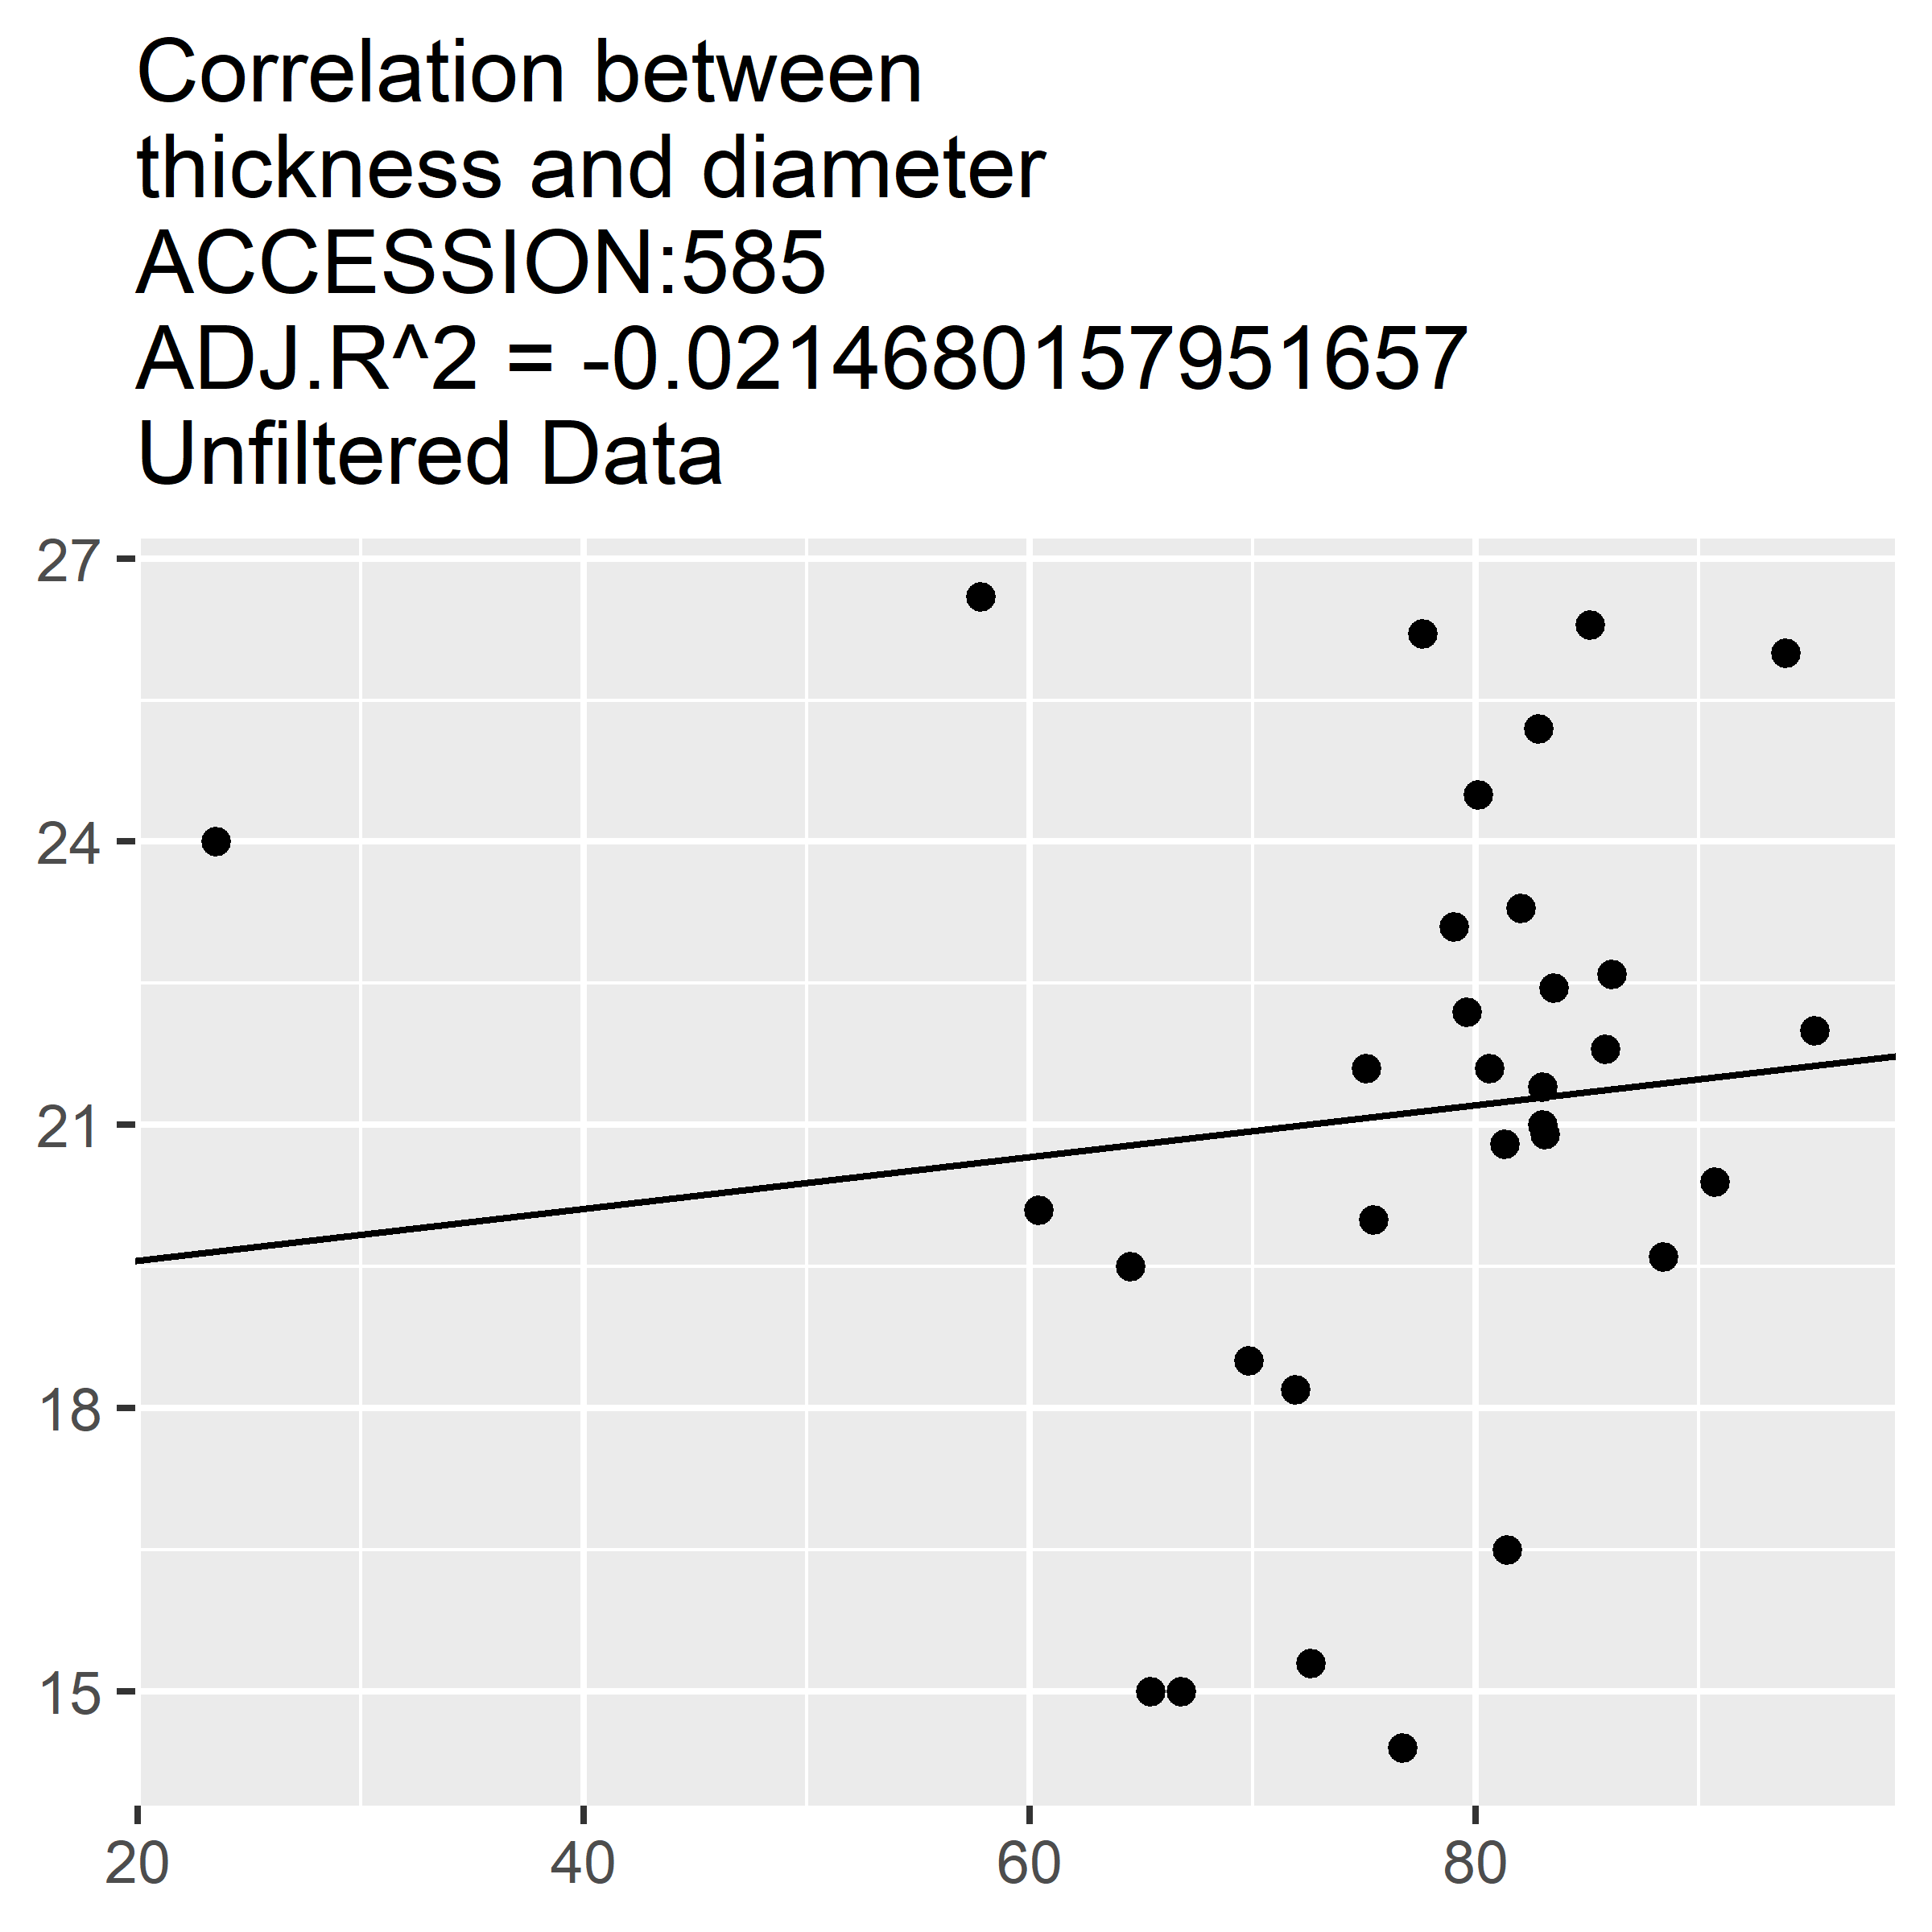 Correlation between
thickness and diameter
ACCESSION:585
ADJ.R^2 = -0.0214680157951657
Unfiltered Data
27
24
21
18
15
20 40 60 80